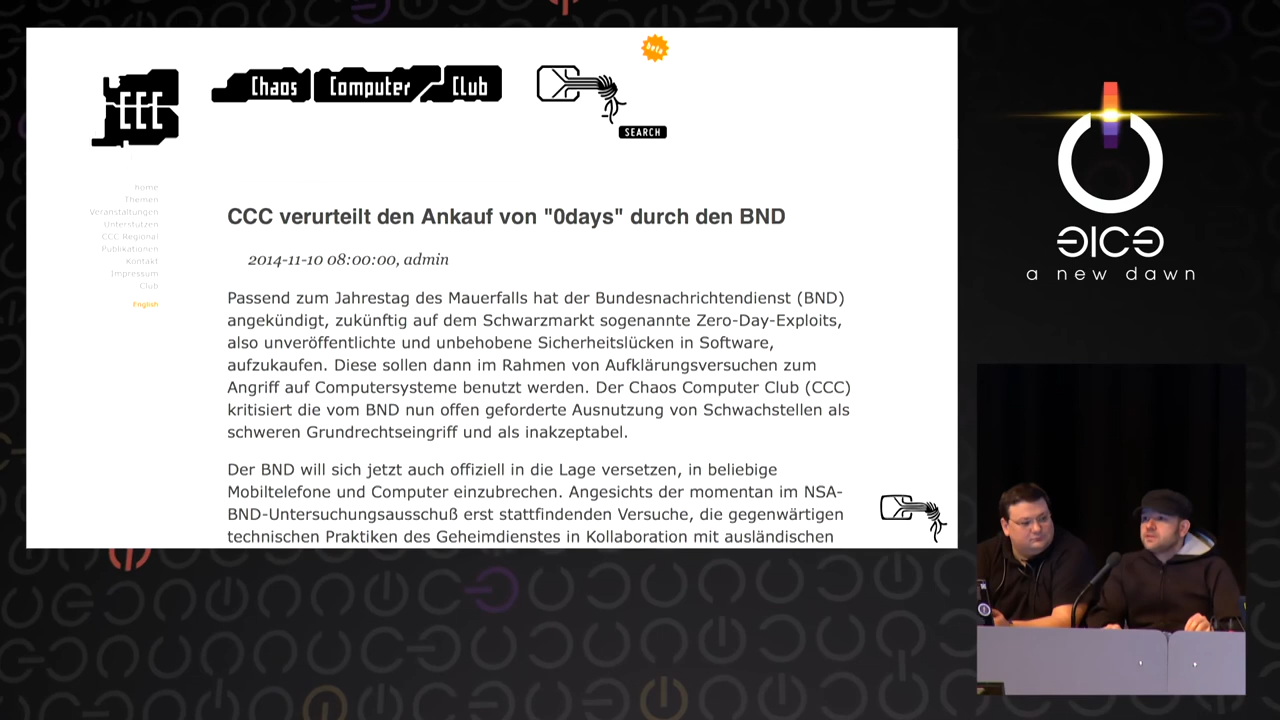 beta
CCC
Chaos Computer Club
SEARCH
home
Themen
Veranstaltungen
Unterstützen
CCC Regional
Publikationen
Kontakt
Impressum
Club
English
CCC verurteilt den Ankauf von "0days" durch den BND
2014-11-10 08:00:00, admin
Passend zum Jahrestag des Mauerfalls hat der Bundesnachrichtendienst (BND)
angekündigt, zukünftig auf dem Schwarzmarkt sogenannte Zero-Day-Exploits,
also unveröffentlichte und unbehobene Sicherheitslücken in Software,
aufzukaufen. Diese sollen dann im Rahmen von Aufklärungsversuchen zum
Angriff auf Computersysteme benutzt werden. Der Chaos Computer Club (CCC)
kritisiert die vom BND nun offen geforderte Ausnutzung von Schwachstellen als
schweren Grundrechtseingriff und als inakzeptabel.
Der BND will sich jetzt auch offiziell in die Lage versetzen, in beliebige
Mobiltelefone und Computer einzubrechen. Angesichts der momentan im NSA-
BND-Untersuchungsausschuß erst stattfindenden Versuche, die gegenwärtigen
technischen Praktiken des Geheimdienstes in Kollaboration mit ausländischen
a new dawn